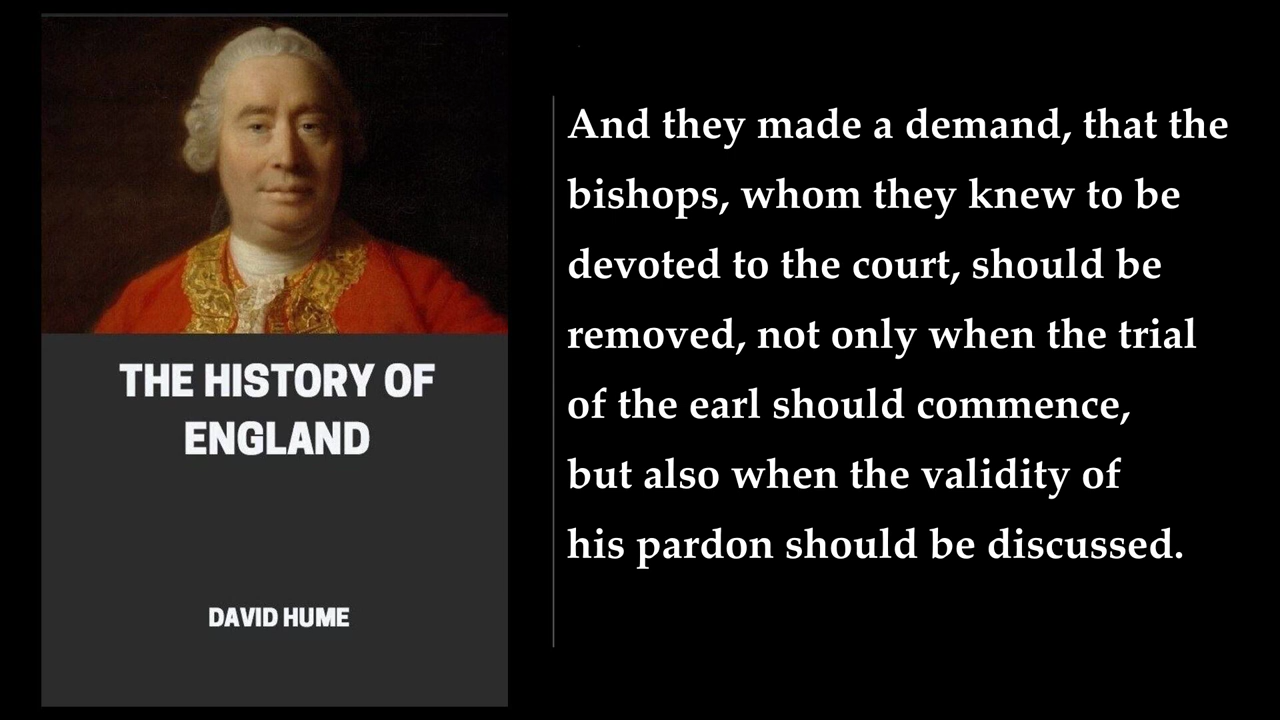 THE HISTORY OF
ENGLAND
DAVID HUME
And they made a demand, that the
bishops, whom they knew to be
devoted to the court, should be
removed, not only when the trial
of the earl should commence,
but also when the validity of
his pardon should be discussed.